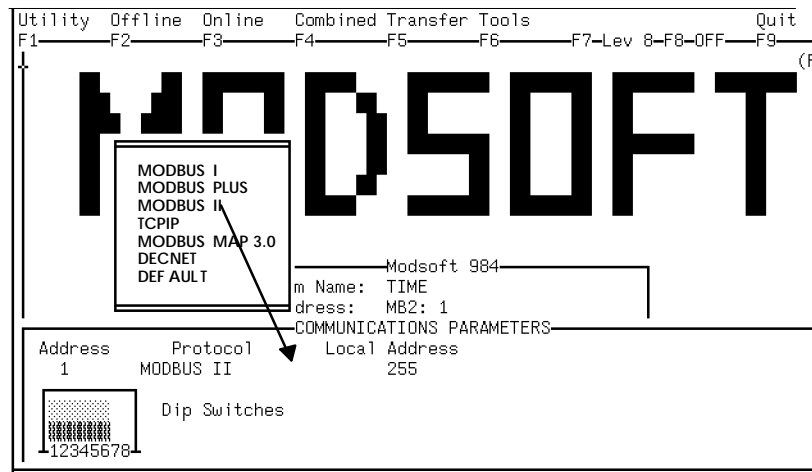 Utility Offline Online Combined Transfer Tools Quit
F1 F2 F3 F4 F5 F6 F7-Lev 8-F8-OFF F9
(F
MODSOFT
MODBUS I
MODBUS PLUS
MODBUS II
TCPIP
MODBUS MAP 3.0
DECNET
DEFAULT
Modsoft 984
m Name: TIME
dress: MB2: 1
COMMUNICATIONS PARAMETERS
Address Protocol Local Address
1 MODBUS II 255
Dip Switches
12345678